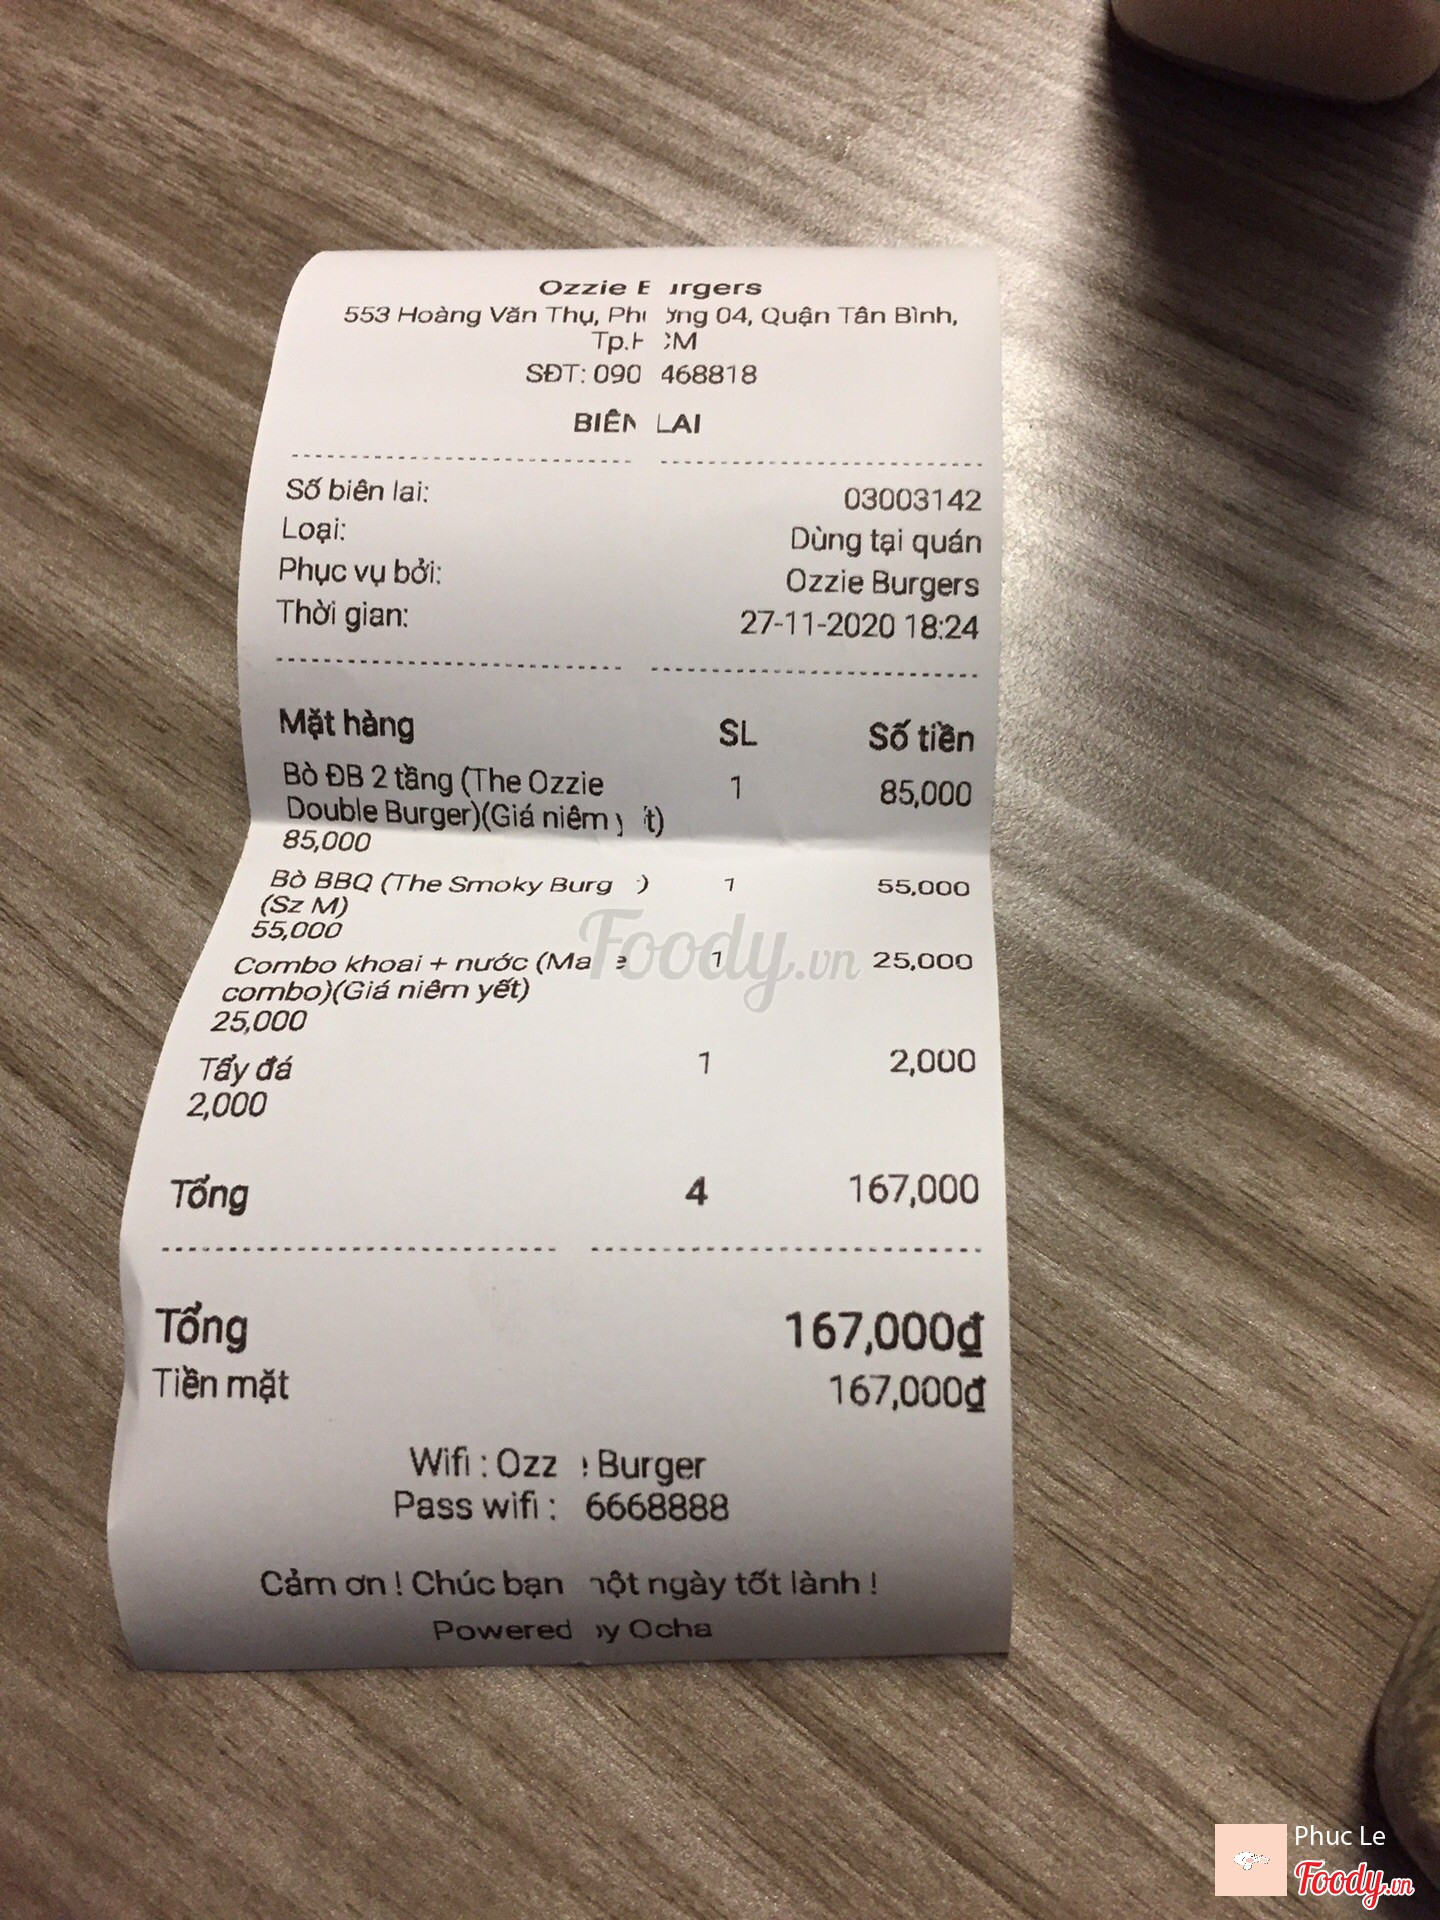 Ozzie Burgers
553 Hoàng Văn Thụ, Phường 04, Quận Tân Bình,
Tp.HCM
SĐT: 090 468818
BIÊN LAI
Số biên lai: 03003142
Loại: Dùng tại quán
Phục vụ bởi: Ozzie Burgers
Thời gian: 27-11-2020 18:24
Mặt hàng SL Số tiền
Bò ĐB 2 tầng (The Ozzie 1 85,000
Double Burger)(Giá niêm yết)
85,000
Bò BBQ (The Smoky Burger) 1 55,000
(Sz M)
55,000
Combo khoai + nước (Make 1 25,000
combo)(Giá niêm yết)
25,000
Tẩy đá 1 2,000
2,000
Tổng 4 167,000
Tổng 167,000đ
Tiền mặt 167,000đ
Wifi : Ozzie Burger
Pass wifi : 6668888
Cảm ơn ! Chúc bạn một ngày tốt lành !
Powered by Ocha
Foody.vn
Phuc Le
Foody.vn